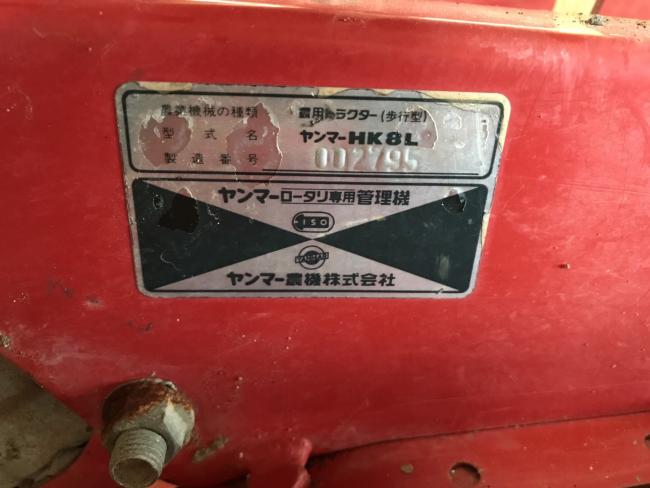 農業機械の種類 農用トラクター(歩行型)
型式名 ヤンマーHK8L
製造番号 002795
ヤンマーロータリ専用管理機
ISO
YANMAR
ヤンマー農機株式会社